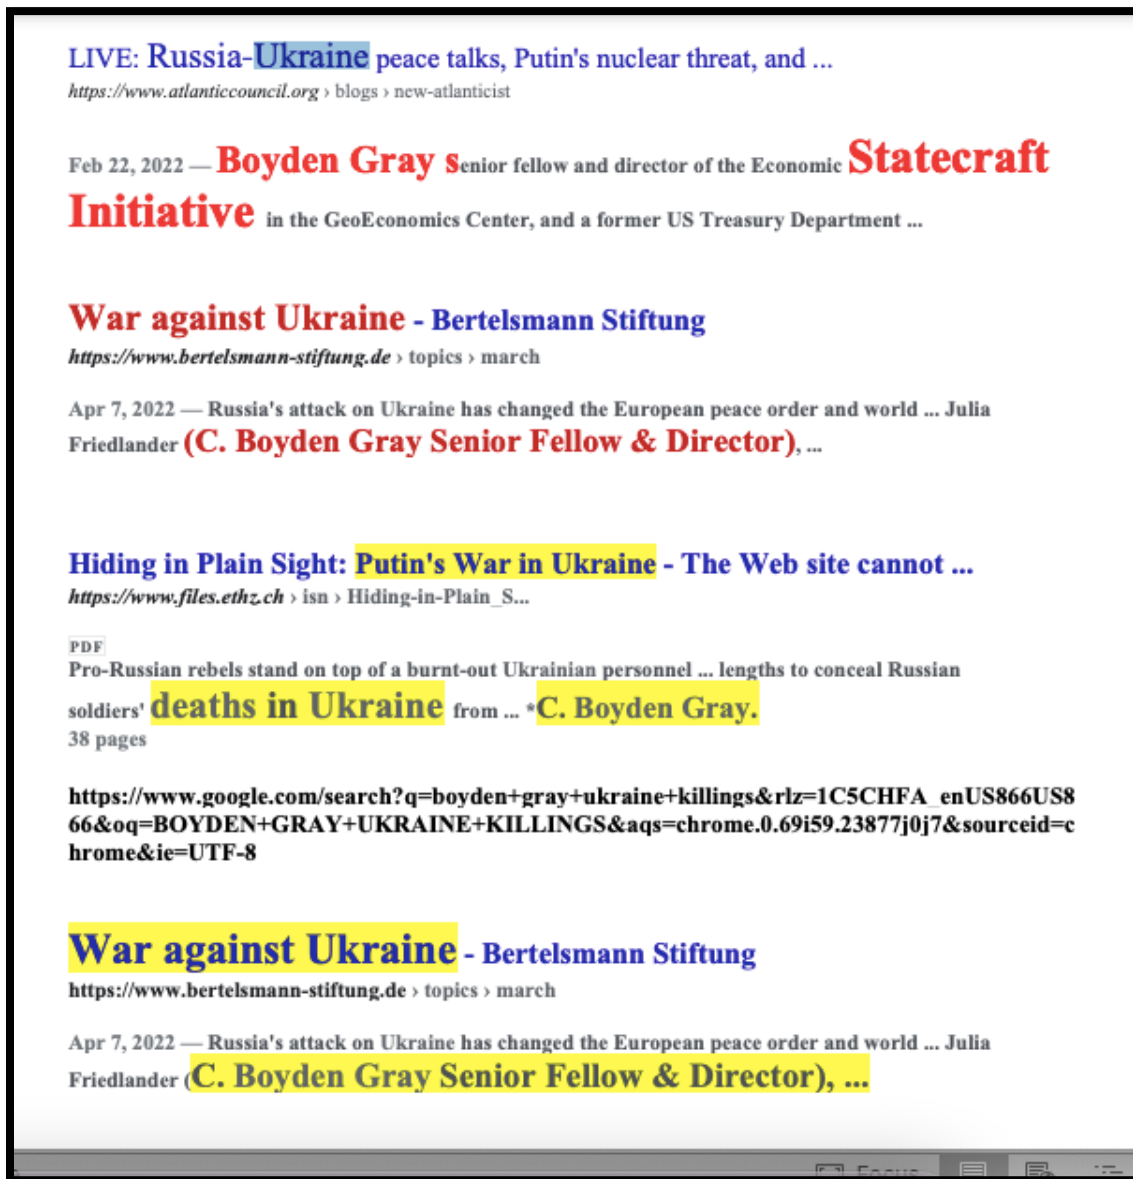 LIVE: Russia-Ukraine peace talks, Putin's nuclear threat, and ...
https://www.atlanticcouncil.org › blogs › new-atlanticist
Feb 22, 2022 — Boyden Gray senior fellow and director of the Economic Statecraft
Initiative in the GeoEconomics Center, and a former US Treasury Department ...
War against Ukraine - Bertelsmann Stiftung
https://www.bertelsmann-stiftung.de › topics › march
Apr 7, 2022 — Russia's attack on Ukraine has changed the European peace order and world ... Julia
Friedlander (C. Boyden Gray Senior Fellow & Director), ...
Hiding in Plain Sight: Putin's War in Ukraine - The Web site cannot ...
https://www.files.ethz.ch › isn › Hiding-in-Plain_S...
PDF
Pro-Russian rebels stand on top of a burnt-out Ukrainian personnel ... lengths to conceal Russian
soldiers' deaths in Ukraine from ... *C. Boyden Gray.
38 pages
https://www.google.com/search?q=boyden+gray+ukraine+killings&rlz=1C5CHFA_enUS866US8
66&oq=BOYDEN+GRAY+UKRAINE+KILLINGS&aqs=chrome.0.69i59.23877j0j7&sourceid=c
hrome&ie=UTF-8
War against Ukraine - Bertelsmann Stiftung
https://www.bertelsmann-stiftung.de › topics › march
Apr 7, 2022 — Russia's attack on Ukraine has changed the European peace order and world ... Julia
Friedlander (C. Boyden Gray Senior Fellow & Director), ...
Focus